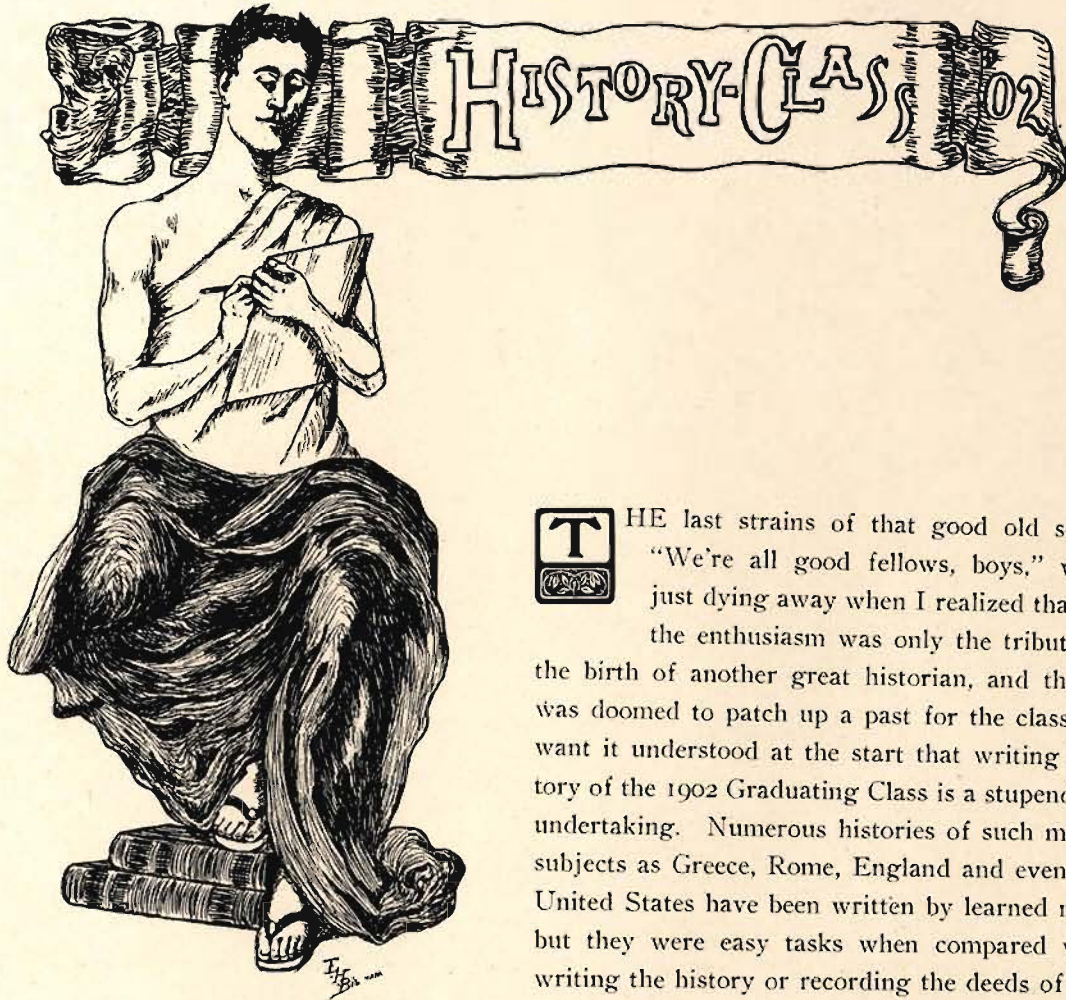 HISTORY-CLASS '02
THE last strains of that good old s
"We're all good fellows, boys," w
just dying away when I realized tha
the enthusiasm was only the tribut
the birth of another great historian, and th
was doomed to patch up a past for the class
want it understood at the start that writing
tory of the 1902 Graduating Class is a stupend
undertaking. Numerous histories of such m
subjects as Greece, Rome, England and even
United States have been written by learned
but they were easy tasks when compared w
writing the history or recording the deeds of